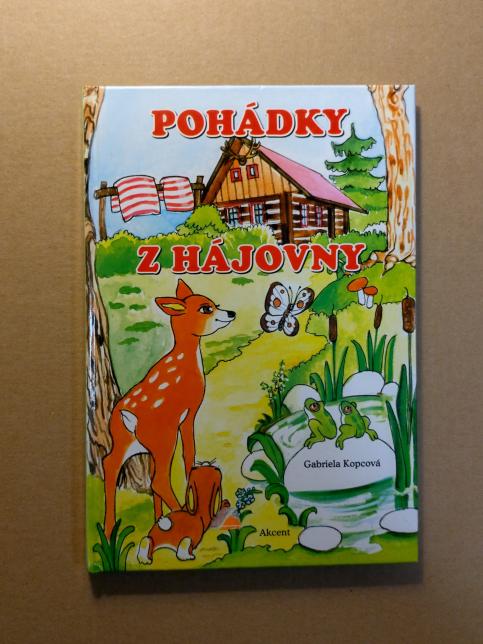 POHÁDKY
Z HÁJOVNY
Gabriela Kopcová
Akcent